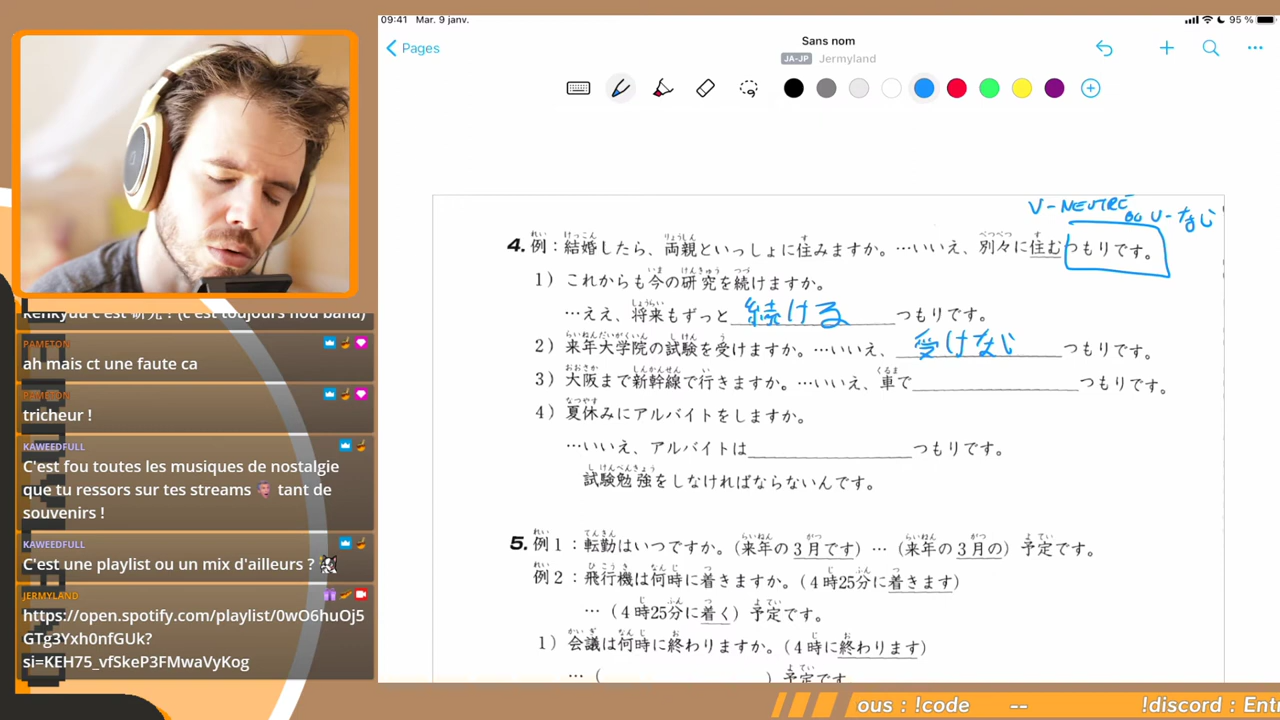 09:41 Mar. 9 janv.
95 %
Pages
Sans nom
JA-JP Jermyland
V-NEUTRE
ou V-ない
4. 例：結婚したら、両親といっしょに住みますか。…いいえ、別々に住むつもりです。
1）これからも今の研究を続けますか。
…ええ、将来もずっと 続ける つもりです。
2）来年大学院の試験を受けますか。…いいえ、 受けない つもりです。
3）大阪まで新幹線で行きますか。…いいえ、車で つもりです。
4）夏休みにアルバイトをしますか。
…いいえ、アルバイトは つもりです。
試験勉強をしなければならないんです。
5. 例1：転勤はいつですか。（来年の3月です）…（来年の3月の）予定です。
例2：飛行機は何時に着きますか。（4時25分に着きます）
…（4時25分に着く）予定です。
1）会議は何時に終わりますか。（4時に終わります）
…（ ）予定です。
Kenkyuu c'est 研究 ! (c'est toujours nou baha)
PAMETON
ah mais ct une faute ca
PAMETON
tricheur !
KAWEEDFULL
C'est fou toutes les musiques de nostalgie
que tu ressors sur tes streams tant de
souvenirs !
KAWEEDFULL
C'est une playlist ou un mix d'ailleurs ?
JERMYLAND
https://open.spotify.com/playlist/0wO6huOj5
GTg3Yxh0nfGUk?
si=KEH75_vfSkeP3FMwaVyKog
ous : !code -- !discord : Entr